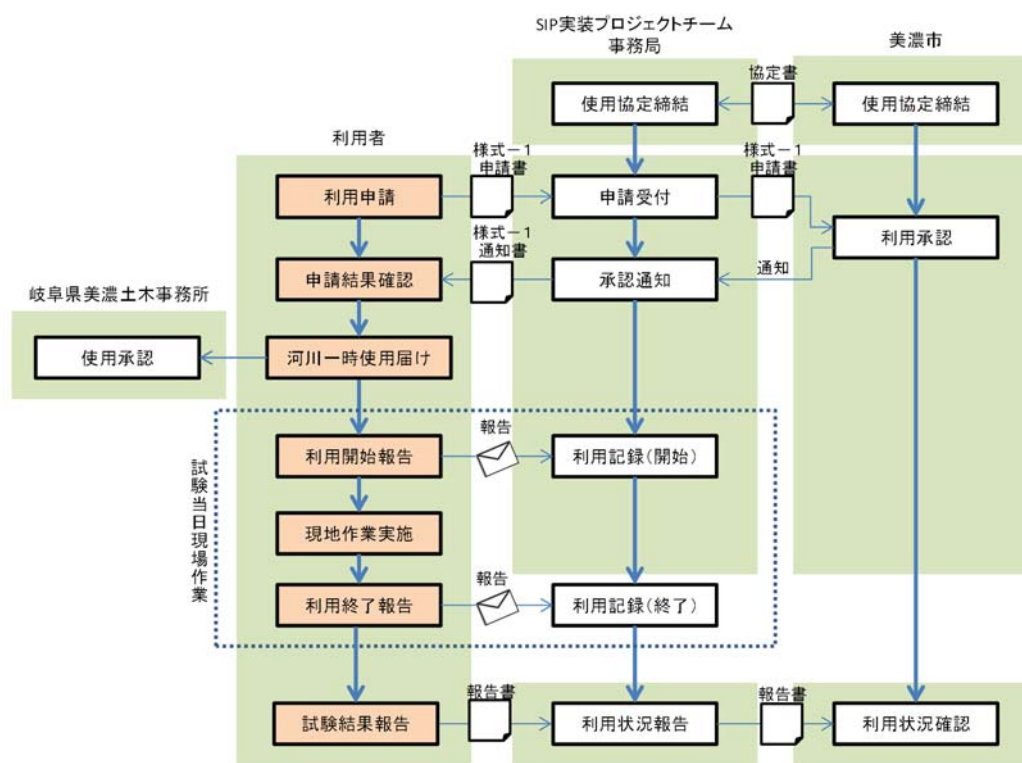 SIP実装プロジェクトチーム
事務局
美濃市
協定書
使用協定締結
使用協定締結
利用者
様式－1
申請書
様式－1
申請書
利用申請
申請受付
利用承認
様式－1
通知書
通知
申請結果確認
承認通知
岐阜県美濃土木事務所
使用承認
河川一時使用届け
試験当日現場作業
報告
利用開始報告
利用記録(開始)
現地作業実施
報告
利用終了報告
利用記録(終了)
報告書
報告書
試験結果報告
利用状況報告
利用状況確認